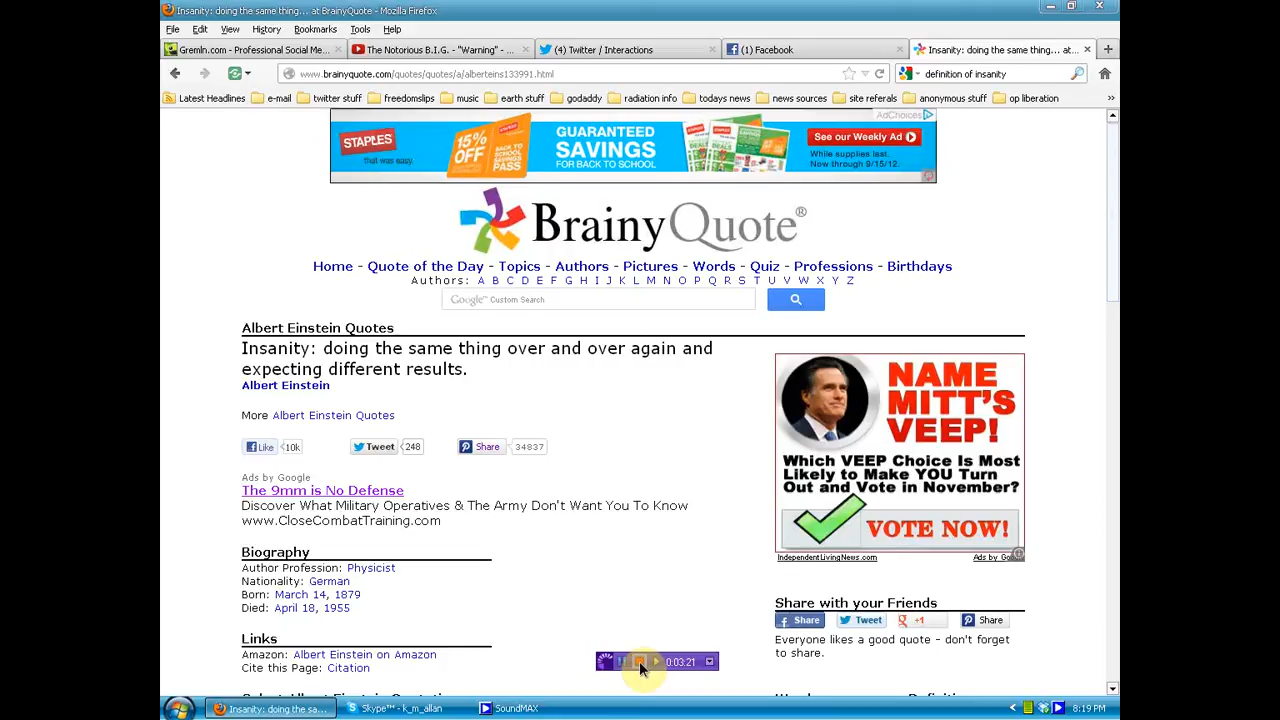 Insanity: doing the same thing... at BrainyQuote - Mozilla Firefox
File Edit View History Bookmarks Tools Help
Gremln.com - Professional Social Me...
The Notorious B.I.G. - "Warning" - ...
(4) Twitter / Interactions
(1) Facebook
Insanity: doing the same thing... at...
www.brainyquote.com/quotes/quotes/a/alberteins133991.html
definition of insanity
Latest Headlines e-mail twitter stuff freedomslips music earth stuff godaddy radiation info todays news news sources site referals anonymous stuff op liberation
AdChoices
STAPLES
that was easy.
15% OFF
BACK TO SCHOOL SAVINGS PASS
GUARANTEED
SAVINGS
FOR BACK TO SCHOOL
See our Weekly Ad
While supplies last.
Now through 9/15/12.
BrainyQuote®
Home - Quote of the Day - Topics - Authors - Pictures - Words - Quiz - Professions - Birthdays
Authors: A B C D E F G H I J K L M N O P Q R S T U V W X Y Z
Google™ Custom Search
Albert Einstein Quotes
Insanity: doing the same thing over and over again and
expecting different results.
Albert Einstein
More Albert Einstein Quotes
Like 10k Tweet 248 Share 34837
Ads by Google
The 9mm is No Defense
Discover What Military Operatives & The Army Don't Want You To Know
www.CloseCombatTraining.com
Biography
Author Profession: Physicist
Nationality: German
Born: March 14, 1879
Died: April 18, 1955
Links
Amazon: Albert Einstein on Amazon
Cite this Page: Citation
NAME
MITT'S
VEEP!
Which VEEP Choice Is Most
Likely to Make YOU Turn
Out and Vote in November?
VOTE NOW!
IndependentLivingNews.com
Ads by
Share with your Friends
Share Tweet +1 Share
Everyone likes a good quote - don't forget
to share.
0:03:21
Insanity: doing the sa...
Skype™ - k_m_allan
SoundMAX
8:19 PM